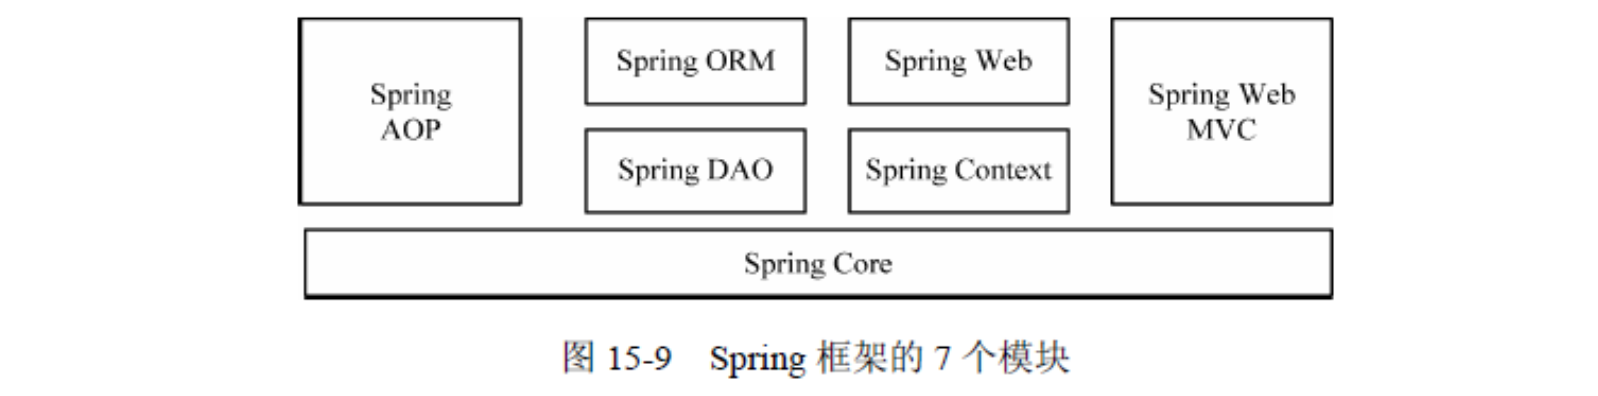 Spring
AOP
Spring ORM
Spring Web
Spring DAO
Spring Context
Spring Web
MVC
Spring Core
图 15-9 Spring 框架的 7 个模块